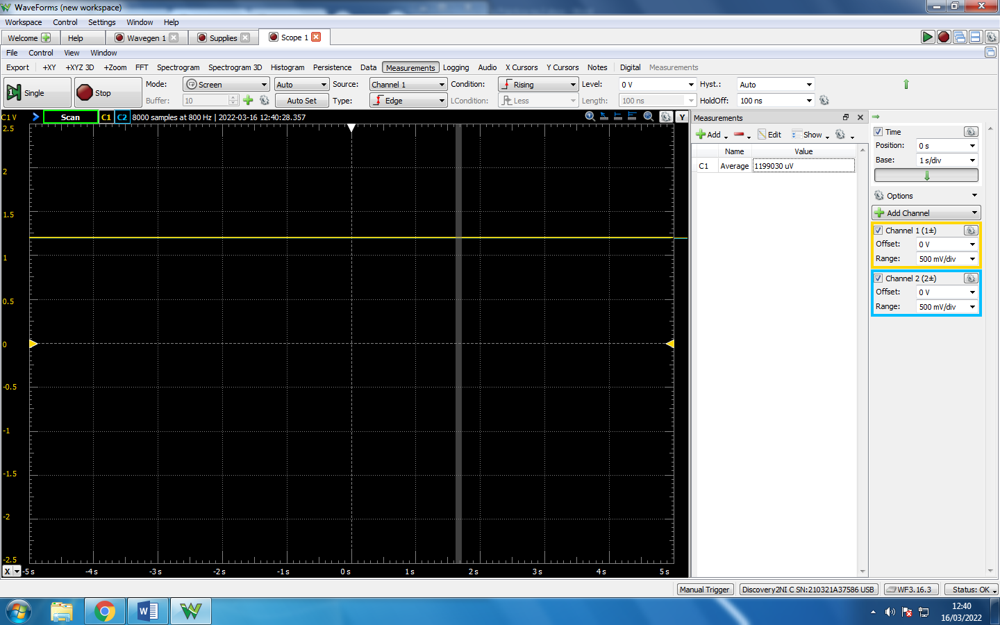 WaveForms (new workspace)
Workspace Control Settings Window Help
Welcome Help Wavegen 1 Supplies Scope 1
File Control View Window
Export +XY +XYZ 3D +Zoom FFT Spectrogram Spectrogram 3D Histogram Persistence Data Measurements Logging Audio X Cursors Y Cursors Notes Digital Measurements
Single Stop Mode: Screen Auto Source: Channel 1 Condition: Rising Level: 0 V Hyst.: Auto
Buffer: 10 Auto Set Type: Edge LCondition: Less Length: 100 ns HoldOff: 100 ns
C1 V Scan C1 C2 8000 samples at 800 Hz | 2022-03-16 12:40:28.357 Y
2.5
2
1.5
1
0.5
0
-0.5
-1
-1.5
-2
-2.5
X -5 s -4 s -3 s -2 s -1 s 0 s 1 s 2 s 3 s 4 s 5 s
Measurements
Add Edit Show
Name Value
C1 Average 1199030 uV
Time
Position: 0 s
Base: 1 s/div
Options
Add Channel
Channel 1 (1±)
Offset: 0 V
Range: 500 mV/div
Channel 2 (2±)
Offset: 0 V
Range: 500 mV/div
Manual Trigger Discovery2NI C SN:210321A37586 USB WF3.16.3 Status: OK
12:40
16/03/2022